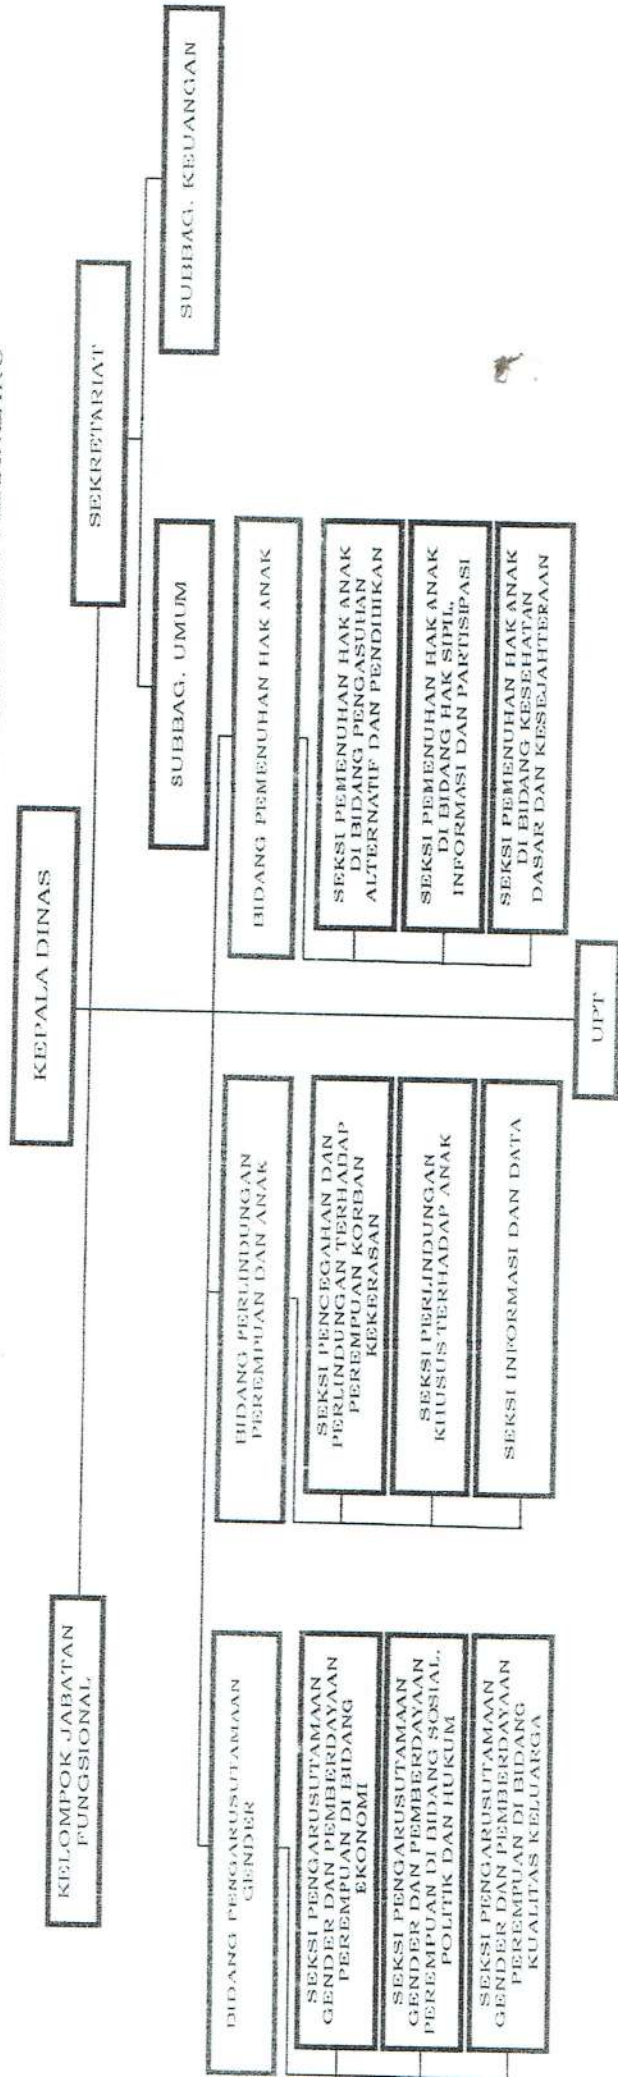 KEPALA DINAS
KELOMPOK JABATAN
FUNGSIONAL
SEKRETARIAT
SUBBAG. UMUM
SUBBAG. KEUANGAN
BIDANG PENGARUSUTAMAAN
GENDER
SEKSI PENGARUSUTAMAAN
GENDER DAN PEMBERDAYAAN
PEREMPUAN DI BIDANG
EKONOMI
SEKSI PENGARUSUTAMAAN
GENDER DAN PEMBERDAYAAN
PEREMPUAN DI BIDANG SOSIAL,
POLITIK DAN HUKUM
SEKSI PENGARUSUTAMAAN
GENDER DAN PEMBERDAYAAN
PEREMPUAN DI BIDANG
KUALITAS KELUARGA
BIDANG PERLINDUNGAN
PEREMPUAN DAN ANAK
SEKSI PENCEGAHAN DAN
PERLINDUNGAN TERHADAP
PEREMPUAN KORBAN
KEKERASAN
SEKSI PERLINDUNGAN
KHUSUS TERHADAP ANAK
SEKSI INFORMASI DAN DATA
BIDANG PEMENUHAN HAK ANAK
SEKSI PEMENUHAN HAK ANAK
DI BIDANG PENGASUHAN
ALTERNATIF DAN PENDIDIKAN
SEKSI PEMENUHAN HAK ANAK
DI BIDANG HAK SIPIL,
INFORMASI DAN PARTISIPASI
SEKSI PEMENUHAN HAK ANAK
DI BIDANG KESEHATAN
DASAR DAN KESEJAHTERAAN
UPT